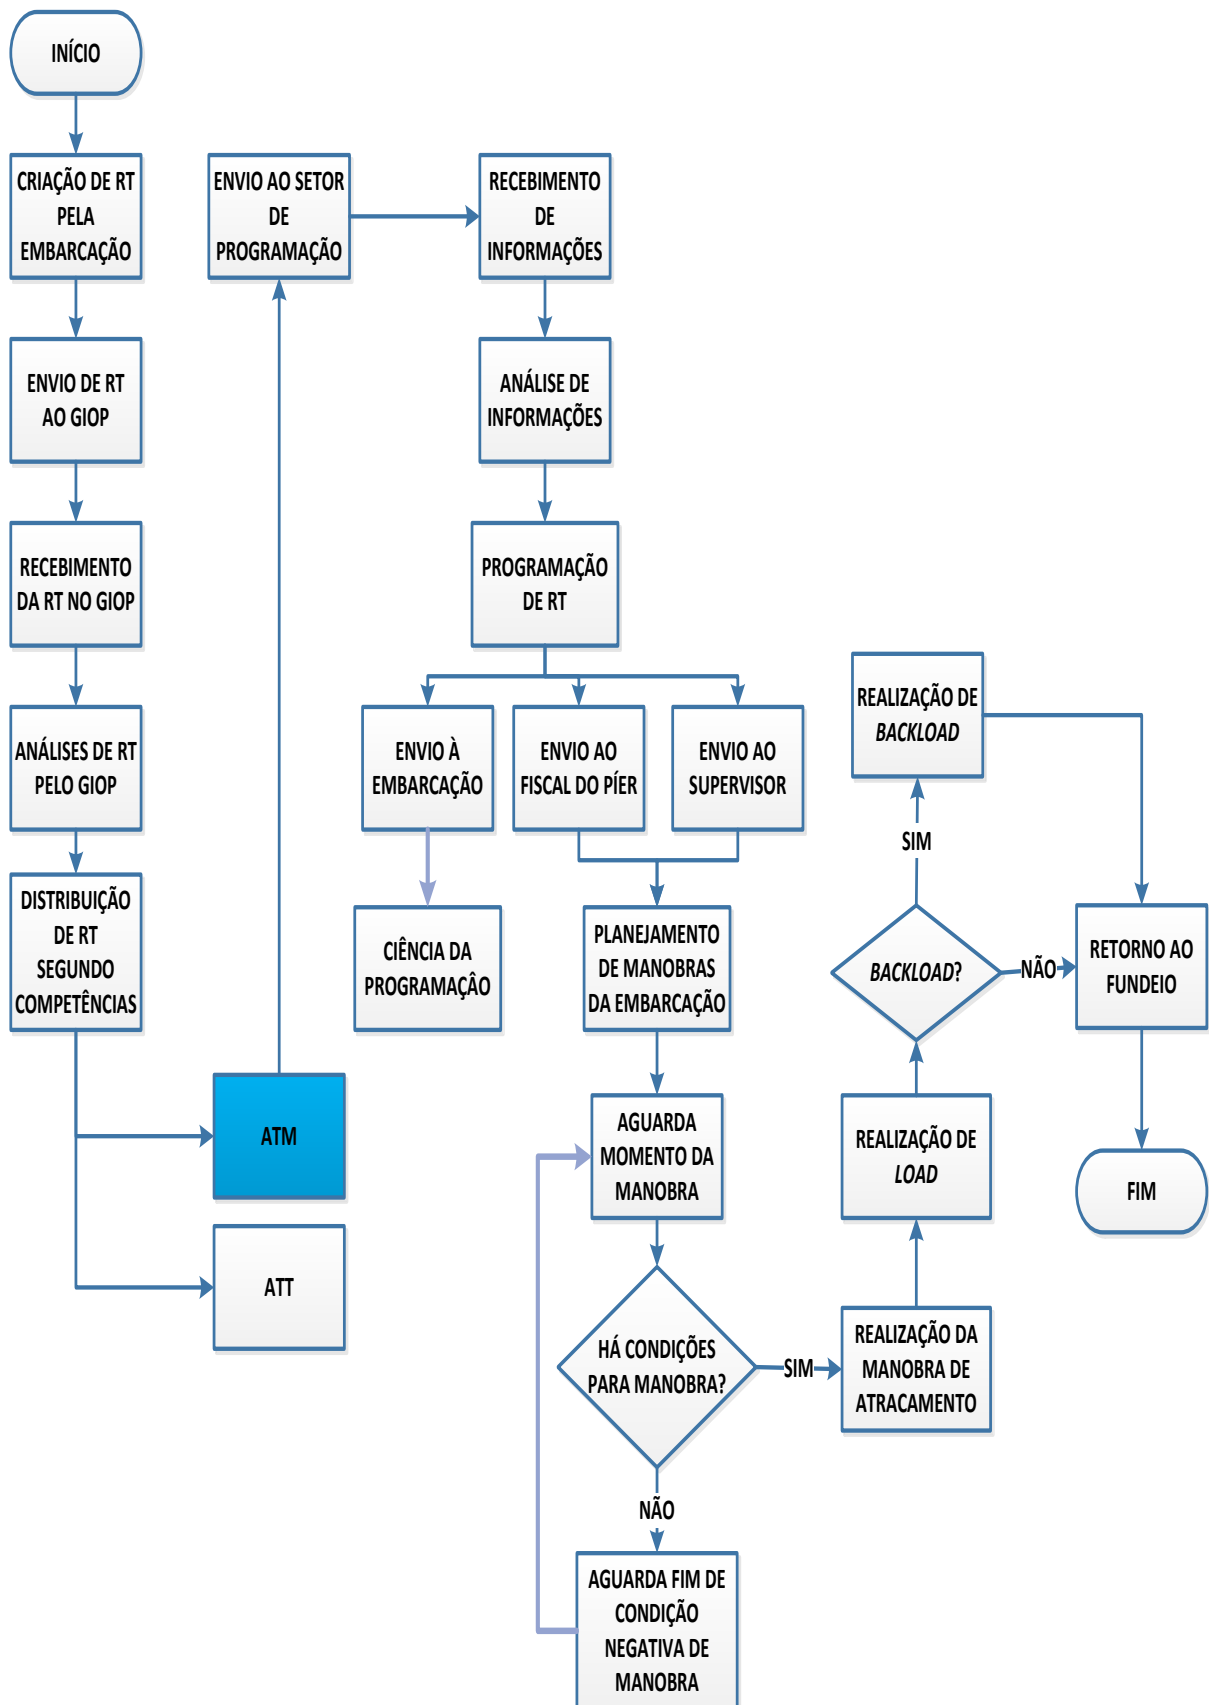 INÍCIO
CRIAÇÃO DE RT
PELA
EMBARCAÇÃO
ENVIO DE RT
AO GIOP
RECEBIMENTO
DA RT NO GIOP
ANÁLISES DE RT
PELO GIOP
DISTRIBUIÇÃO
DE RT
SEGUNDO
COMPETÊNCIAS
ATM
ATT
ENVIO AO SETOR
DE
PROGRAMAÇÃO
RECEBIMENTO
DE
INFORMAÇÕES
ANÁLISE DE
INFORMAÇÕES
PROGRAMAÇÃO
DE RT
ENVIO À
EMBARCAÇÃO
ENVIO AO
FISCAL DO PÍER
ENVIO AO
SUPERVISOR
CIÊNCIA DA
PROGRAMAÇÂO
PLANEJAMENTO
DE MANOBRAS
DA EMBARCAÇÃO
AGUARDA
MOMENTO DA
MANOBRA
HÁ CONDIÇÕES
PARA MANOBRA?
NÃO
AGUARDA FIM DE
CONDIÇÃO
NEGATIVA DE
MANOBRA
SIM
REALIZAÇÃO DA
MANOBRA DE
ATRACAMENTO
REALIZAÇÃO DE
LOAD
BACKLOAD?
SIM
REALIZAÇÃO DE
BACKLOAD
NÃO
RETORNO AO
FUNDEIO
FIM